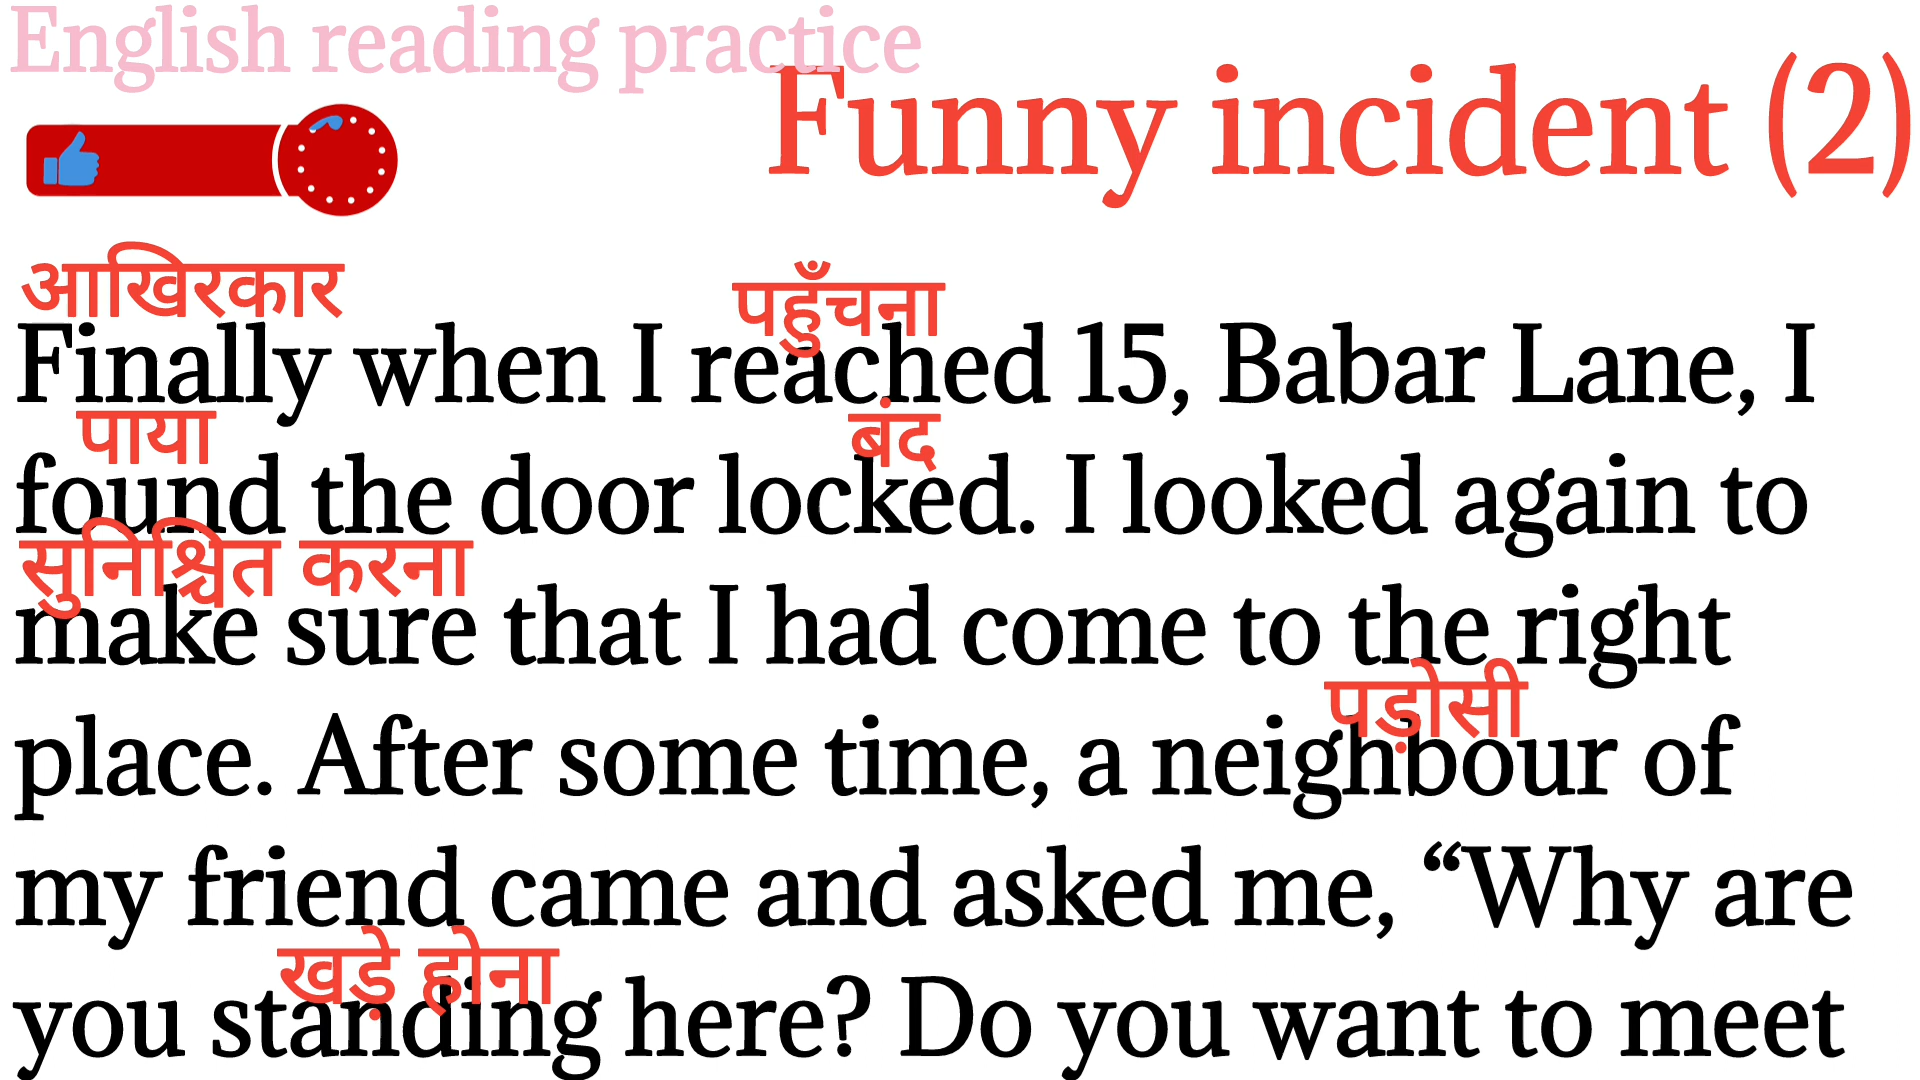 English reading practice
Funny incident (2)
आखिरकार पहुँचना
Finally when I reached 15, Babar Lane, I
पाया बंद
found the door locked. I looked again to
सुनिश्चित करना
make sure that I had come to the right
पड़ोसी
place. After some time, a neighbour of
my friend came and asked me, “Why are
खड़े होना
you standing here? Do you want to meet